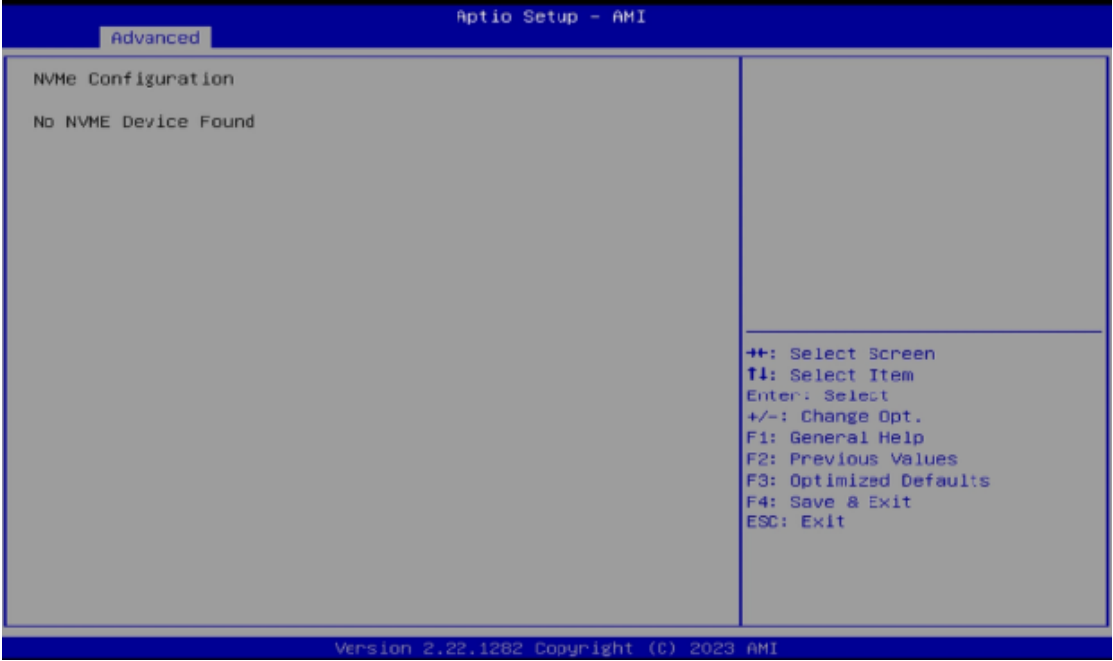 Aptio Setup - AMI
Advanced
NVMe Configuration
No NVME Device Found
→←: Select Screen
↑↓: Select Item
Enter: Select
+/-: Change Opt.
F1: General Help
F2: Previous Values
F3: Optimized Defaults
F4: Save & Exit
ESC: Exit
Version 2.22.1282 Copyright (C) 2023 AMI